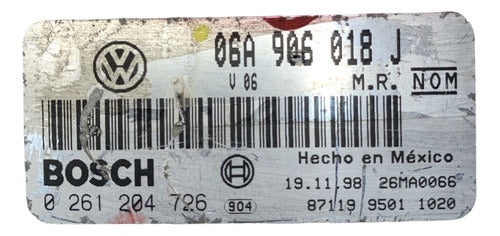 06A 906 018 J
V 06 M.R. NOM
Hecho en México
BOSCH
19.11.98 26MA0066
0 261 204 726 904 87119 9501 1020